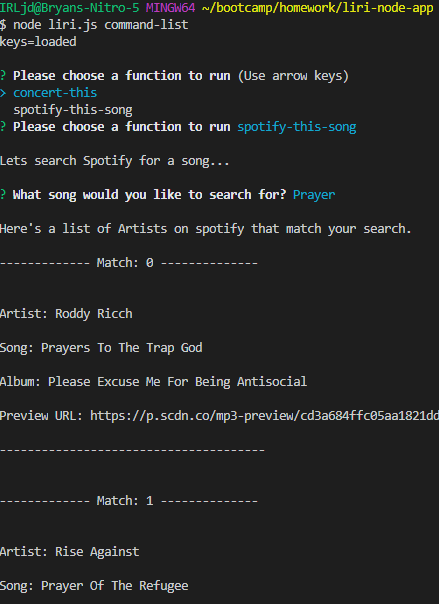 IRLjd@Bryans-Nitro-5 MINGW64 ~/bootcamp/homework/liri-node-app
$ node liri.js command-list
keys=loaded
? Please choose a function to run (Use arrow keys)
> concert-this
spotify-this-song
? Please choose a function to run spotify-this-song
Lets search Spotify for a song...
? What song would you like to search for? Prayer
Here's a list of Artists on spotify that match your search.
------------- Match: 0 --------------
Artist: Roddy Ricch
Song: Prayers To The Trap God
Album: Please Excuse Me For Being Antisocial
Preview URL: https://p.scdn.co/mp3-preview/cd3a684ffc05aa1821dd
--------------------------------------
------------- Match: 1 --------------
Artist: Rise Against
Song: Prayer Of The Refugee